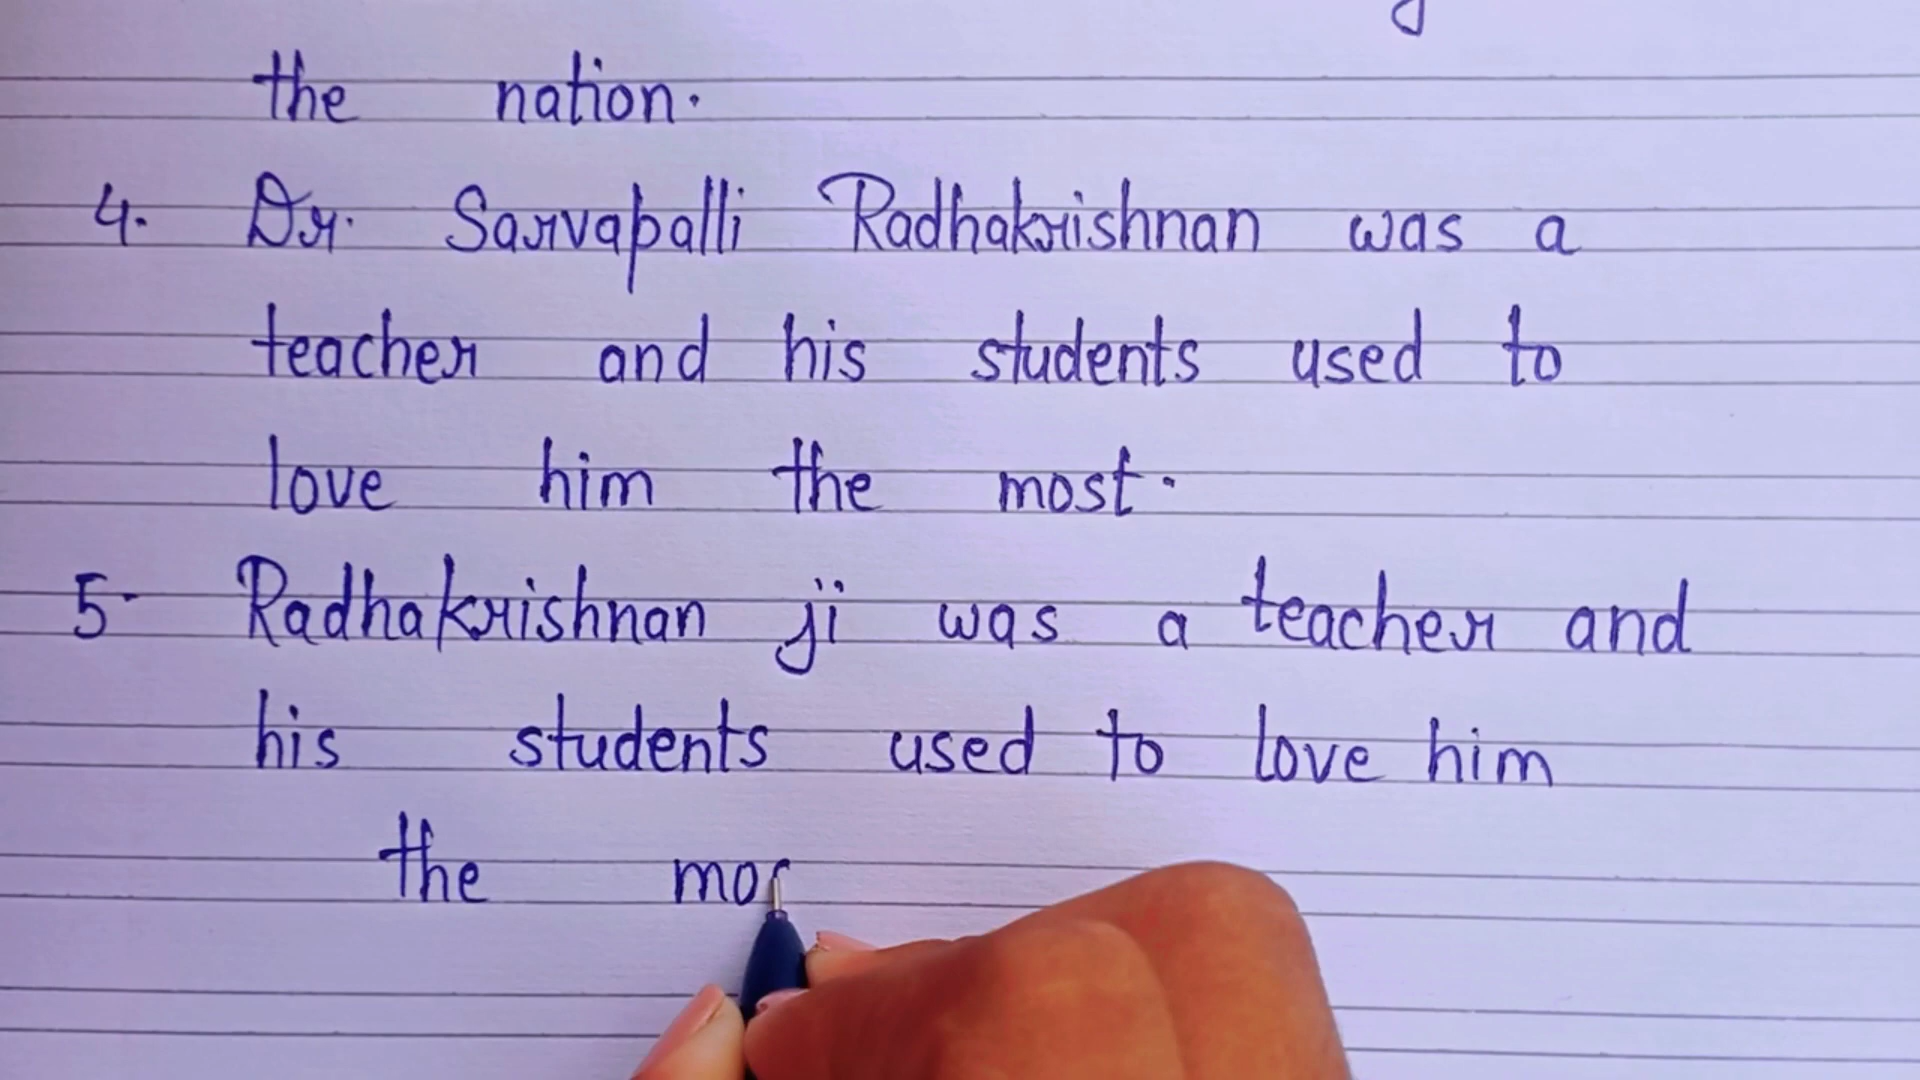 the nation.
4. Dr. Sarvapalli Radhakrishnan was a
teacher and his students used to
love him the most.
5. Radhakrishnan ji was a teacher and
his students used to love him
the mos